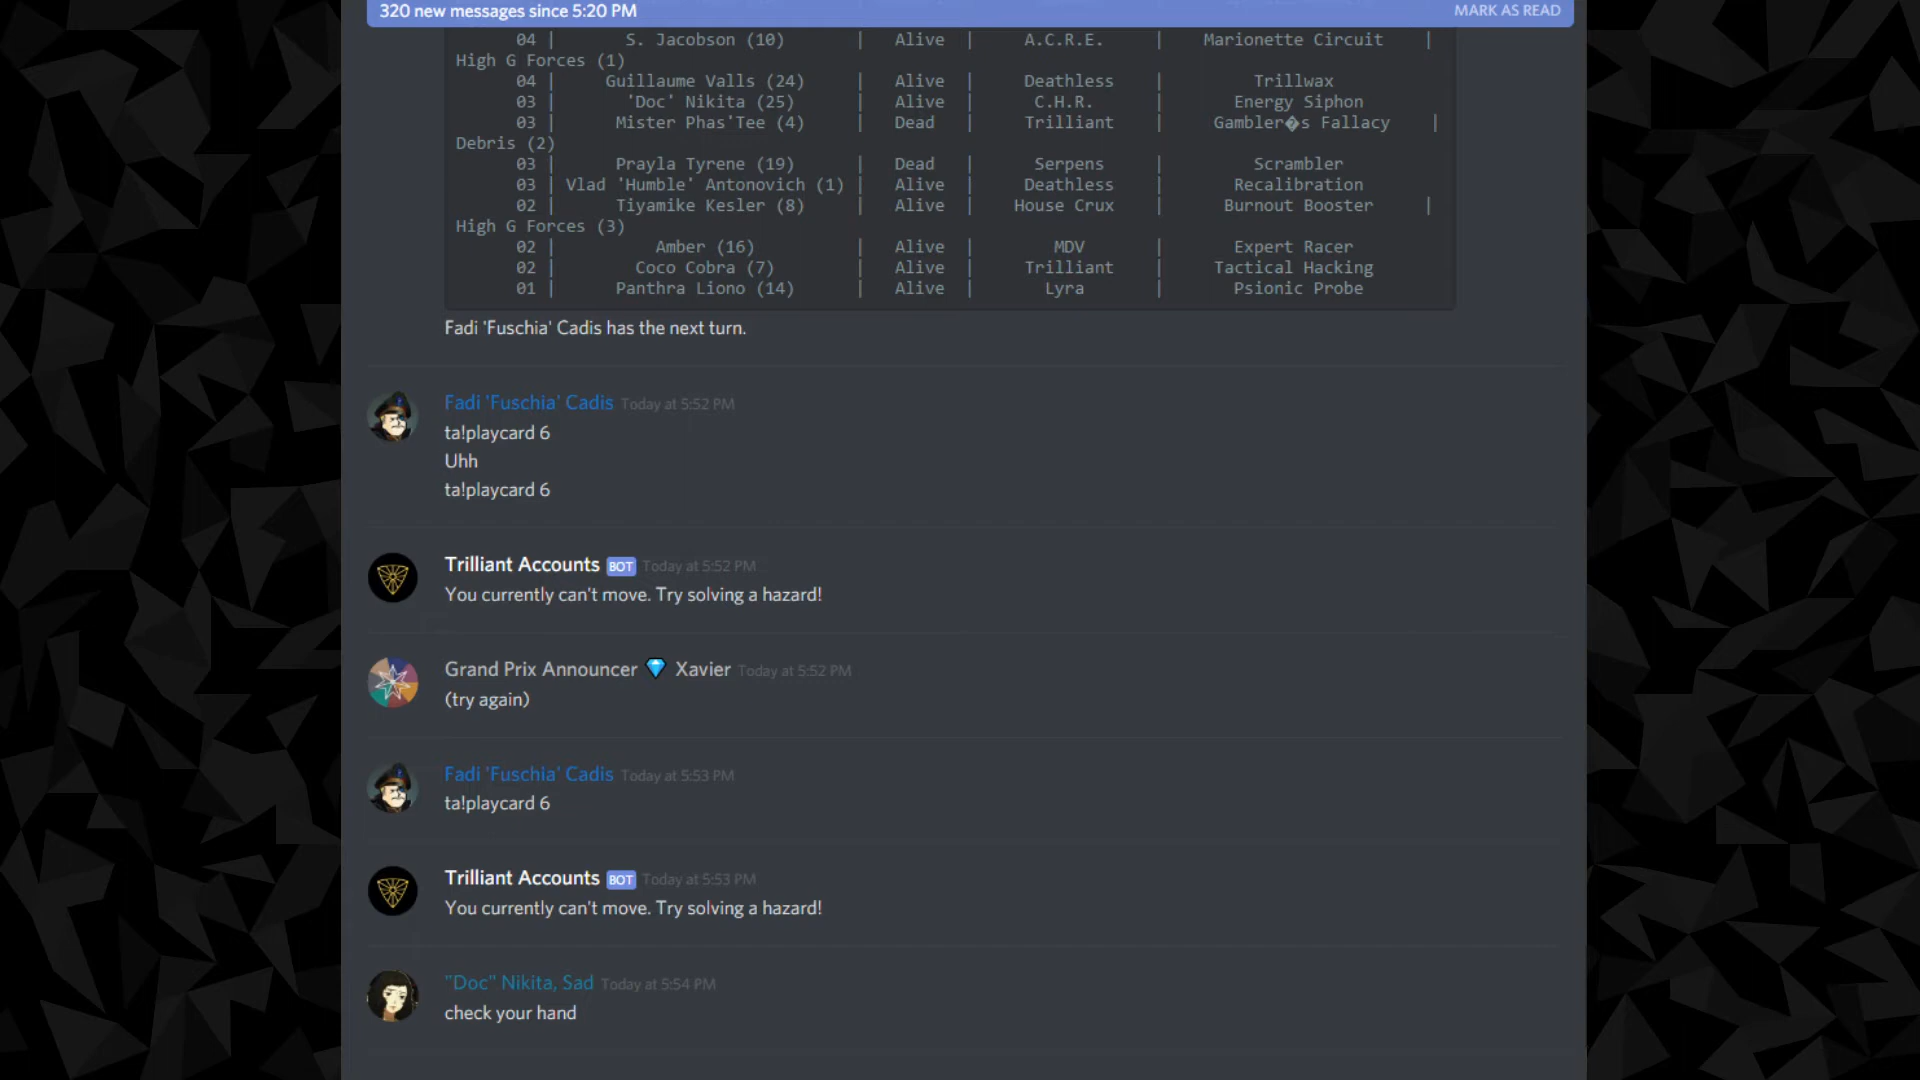 320 new messages since 5:20 PM MARK AS READ
04 | S. Jacobson (10) | Alive | A.C.R.E. | Marionette Circuit |
High G Forces (1)
04 | Guillaume Valls (24) | Alive | Deathless | Trillwax
03 | 'Doc' Nikita (25) | Alive | C.H.R. | Energy Siphon
03 | Mister Phas'Tee (4) | Dead | Trilliant | Gambler�s Fallacy |
Debris (2)
03 | Prayla Tyrene (19) | Dead | Serpens | Scrambler
03 | Vlad 'Humble' Antonovich (1) | Alive | Deathless | Recalibration
02 | Tiyamike Kesler (8) | Alive | House Crux | Burnout Booster |
High G Forces (3)
02 | Amber (16) | Alive | MDV | Expert Racer
02 | Coco Cobra (7) | Alive | Trilliant | Tactical Hacking
01 | Panthra Liono (14) | Alive | Lyra | Psionic Probe
Fadi 'Fuschia' Cadis has the next turn.
Fadi 'Fuschia' Cadis Today at 5:52 PM
ta!playcard 6
Uhh
ta!playcard 6
Trilliant Accounts BOT Today at 5:52 PM
You currently can't move. Try solving a hazard!
Grand Prix Announcer 💎 Xavier Today at 5:52 PM
(try again)
Fadi 'Fuschia' Cadis Today at 5:53 PM
ta!playcard 6
Trilliant Accounts BOT Today at 5:53 PM
You currently can't move. Try solving a hazard!
"Doc" Nikita, Sad Today at 5:54 PM
check your hand